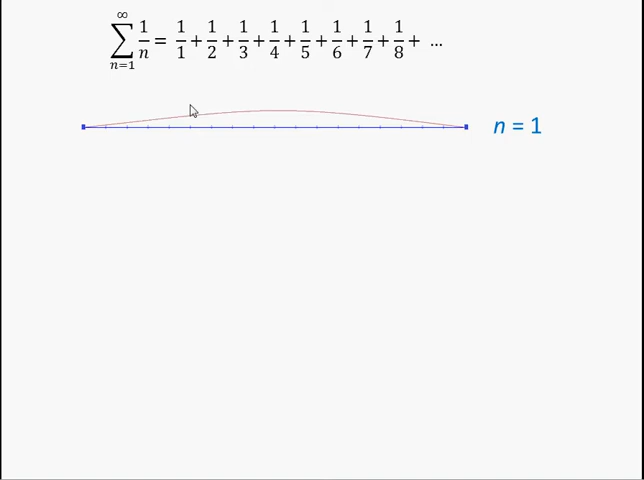 ∞
∑ 1/n = 1/1 + 1/2 + 1/3 + 1/4 + 1/5 + 1/6 + 1/7 + 1/8 + ...
n=1
n = 1